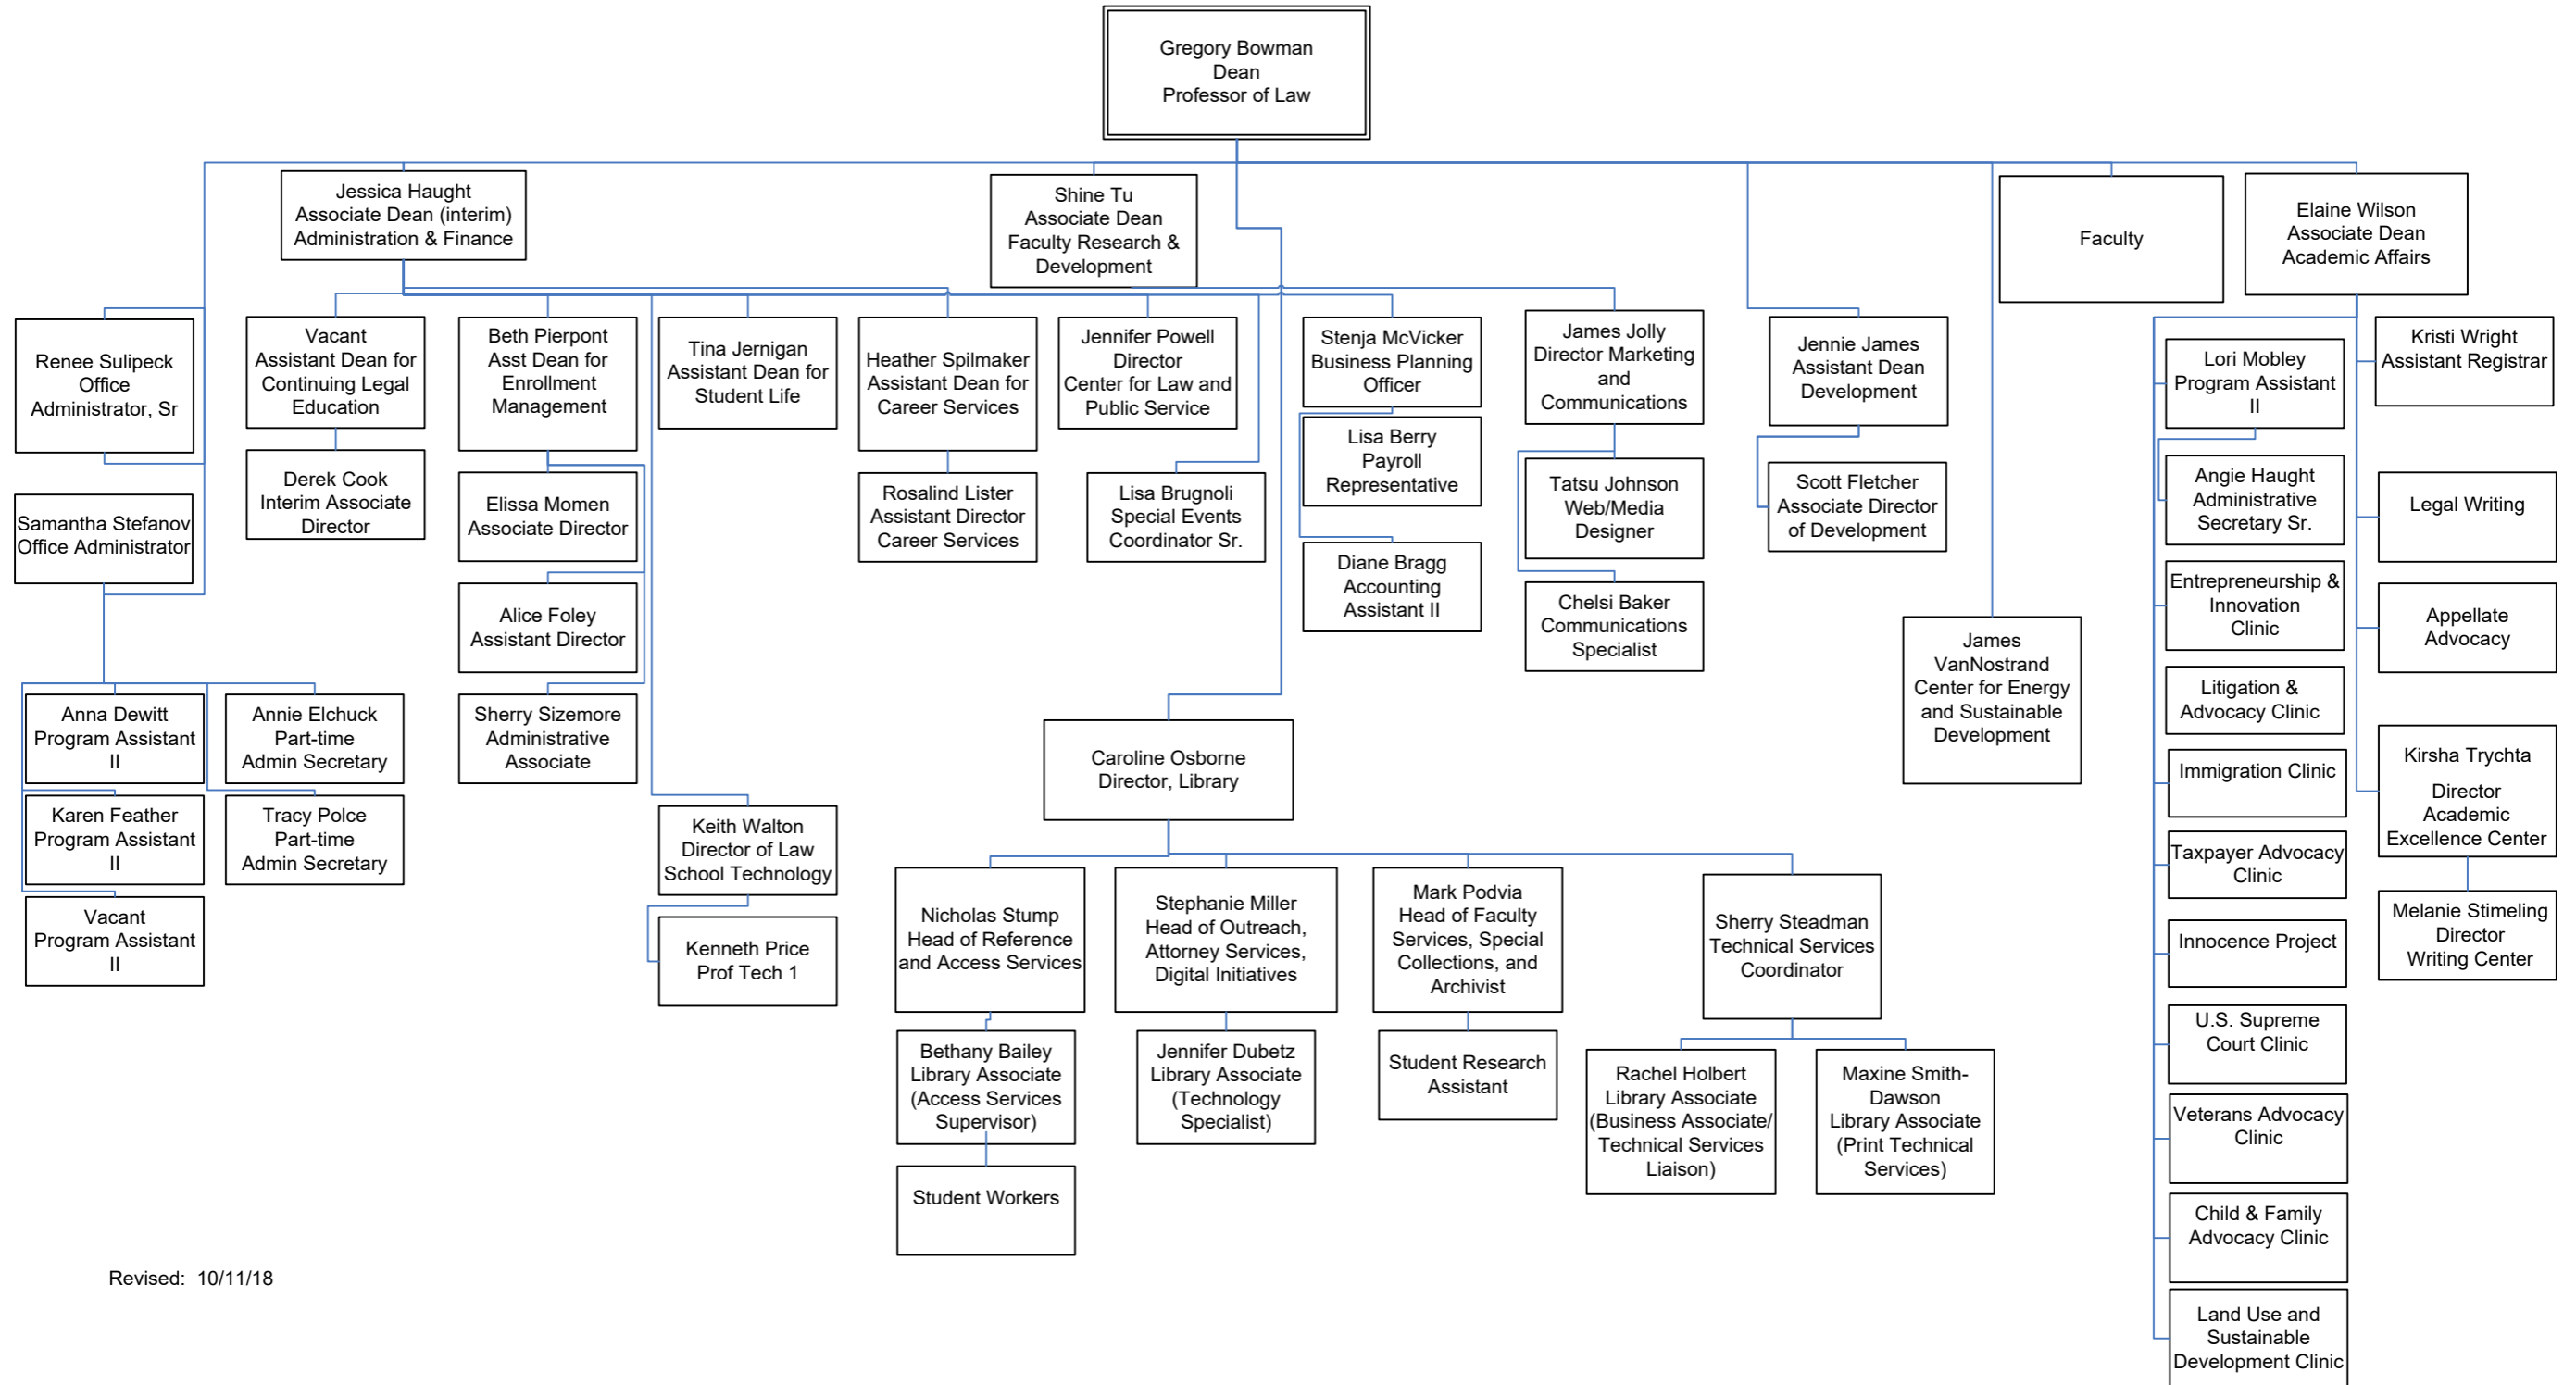 Gregory Bowman
Dean
Professor of Law
Jessica Haught
Associate Dean (interim)
Administration & Finance
Shine Tu
Associate Dean
Faculty Research &
Development
Faculty
Elaine Wilson
Associate Dean
Academic Affairs
Renee Sulipeck
Office
Administrator, Sr
Vacant
Assistant Dean for
Continuing Legal
Education
Beth Pierpont
Asst Dean for
Enrollment
Management
Tina Jernigan
Assistant Dean for
Student Life
Heather Spilmaker
Assistant Dean for
Career Services
Jennifer Powell
Director
Center for Law and
Public Service
Stenja McVicker
Business Planning
Officer
James Jolly
Director Marketing
and
Communications
Jennie James
Assistant Dean
Development
Lori Mobley
Program Assistant
II
Kristi Wright
Assistant Registrar
Samantha Stefanov
Office Administrator
Derek Cook
Interim Associate
Director
Elissa Momen
Associate Director
Rosalind Lister
Assistant Director
Career Services
Lisa Brugnoli
Special Events
Coordinator Sr.
Lisa Berry
Payroll
Representative
Tatsu Johnson
Web/Media
Designer
Scott Fletcher
Associate Director
of Development
Angie Haught
Administrative
Secretary Sr.
Legal Writing
Alice Foley
Assistant Director
Diane Bragg
Accounting
Assistant II
Chelsi Baker
Communications
Specialist
James
VanNostrand
Center for Energy
and Sustainable
Development
Entrepreneurship &
Innovation
Clinic
Appellate
Advocacy
Anna Dewitt
Program Assistant
II
Annie Elchuck
Part-time
Admin Secretary
Sherry Sizemore
Administrative
Associate
Litigation &
Advocacy Clinic
Caroline Osborne
Director, Library
Immigration Clinic
Kirsha Trychta
Director
Academic
Excellence Center
Karen Feather
Program Assistant
II
Tracy Polce
Part-time
Admin Secretary
Keith Walton
Director of Law
School Technology
Taxpayer Advocacy
Clinic
Vacant
Program Assistant
II
Kenneth Price
Prof Tech 1
Nicholas Stump
Head of Reference
and Access Services
Stephanie Miller
Head of Outreach,
Attorney Services,
Digital Initiatives
Mark Podvia
Head of Faculty
Services, Special
Collections, and
Archivist
Sherry Steadman
Technical Services
Coordinator
Innocence Project
Melanie Stimeling
Director
Writing Center
U.S. Supreme
Court Clinic
Bethany Bailey
Library Associate
(Access Services
Supervisor)
Jennifer Dubetz
Library Associate
(Technology
Specialist)
Student Research
Assistant
Rachel Holbert
Library Associate
(Business Associate/
Technical Services
Liaison)
Maxine Smith-
Dawson
Library Associate
(Print Technical
Services)
Veterans Advocacy
Clinic
Student Workers
Child & Family
Advocacy Clinic
Revised:  10/11/18
Land Use and
Sustainable
Development Clinic